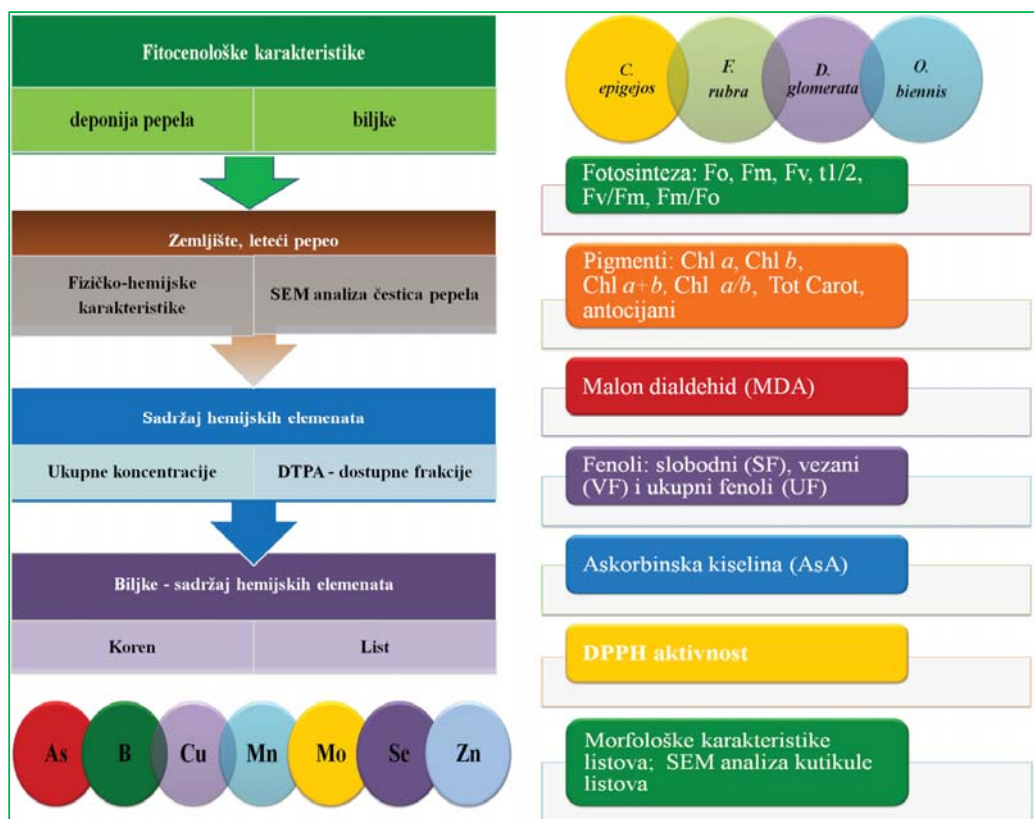 Fitocenološke karakteristike
deponija pepela
biljke
Zemljište, leteći pepeo
Fizičko-hemijske
karakteristike
SEM analiza čestica pepela
Sadržaj hemijskih elemenata
Ukupne koncentracije
DTPA - dostupne frakcije
Biljke - sadržaj hemijskih elemenata
Koren
List
As
B
Cu
Mn
Mo
Se
Zn
C.
epigejos
F.
rubra
D.
glomerata
O.
biennis
Fotosinteza: Fo, Fm, Fv, t1/2,
Fv/Fm, Fm/Fo
Pigmenti: Chl a, Chl b,
Chl a+b, Chl a/b, Tot Carot,
antocijani
Malon dialdehid (MDA)
Fenoli: slobodni (SF), vezani
(VF) i ukupni fenoli (UF)
Askorbinska kiselina (AsA)
DPPH aktivnost
Morfološke karakteristike
listova; SEM analiza kutikule
listova